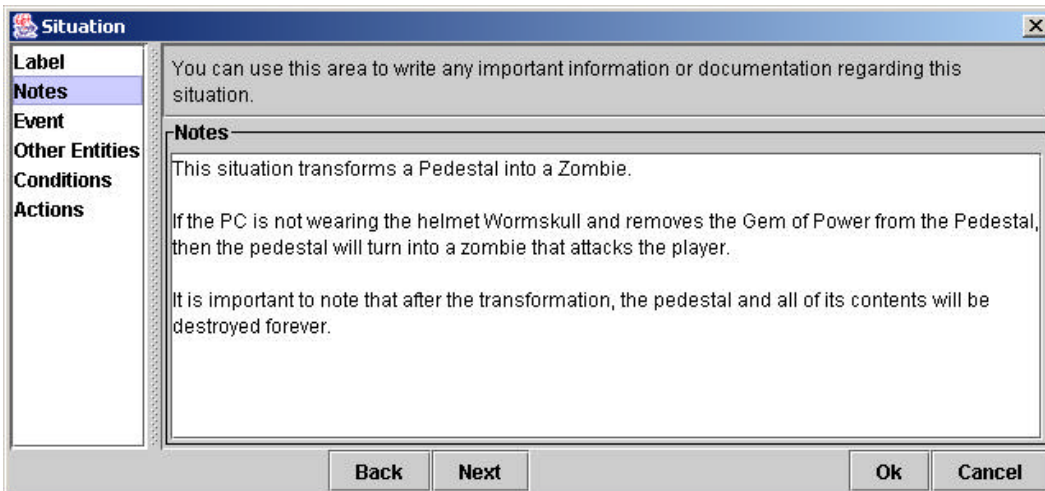 Situation
Label
Notes
Event
Other Entities
Conditions
Actions
You can use this area to write any important information or documentation regarding this
situation.
Notes
This situation transforms a Pedestal into a Zombie.
If the PC is not wearing the helmet Wormskull and removes the Gem of Power from the Pedestal,
then the pedestal will turn into a zombie that attacks the player.
It is important to note that after the transformation, the pedestal and all of its contents will be
destroyed forever.
Back Next Ok Cancel